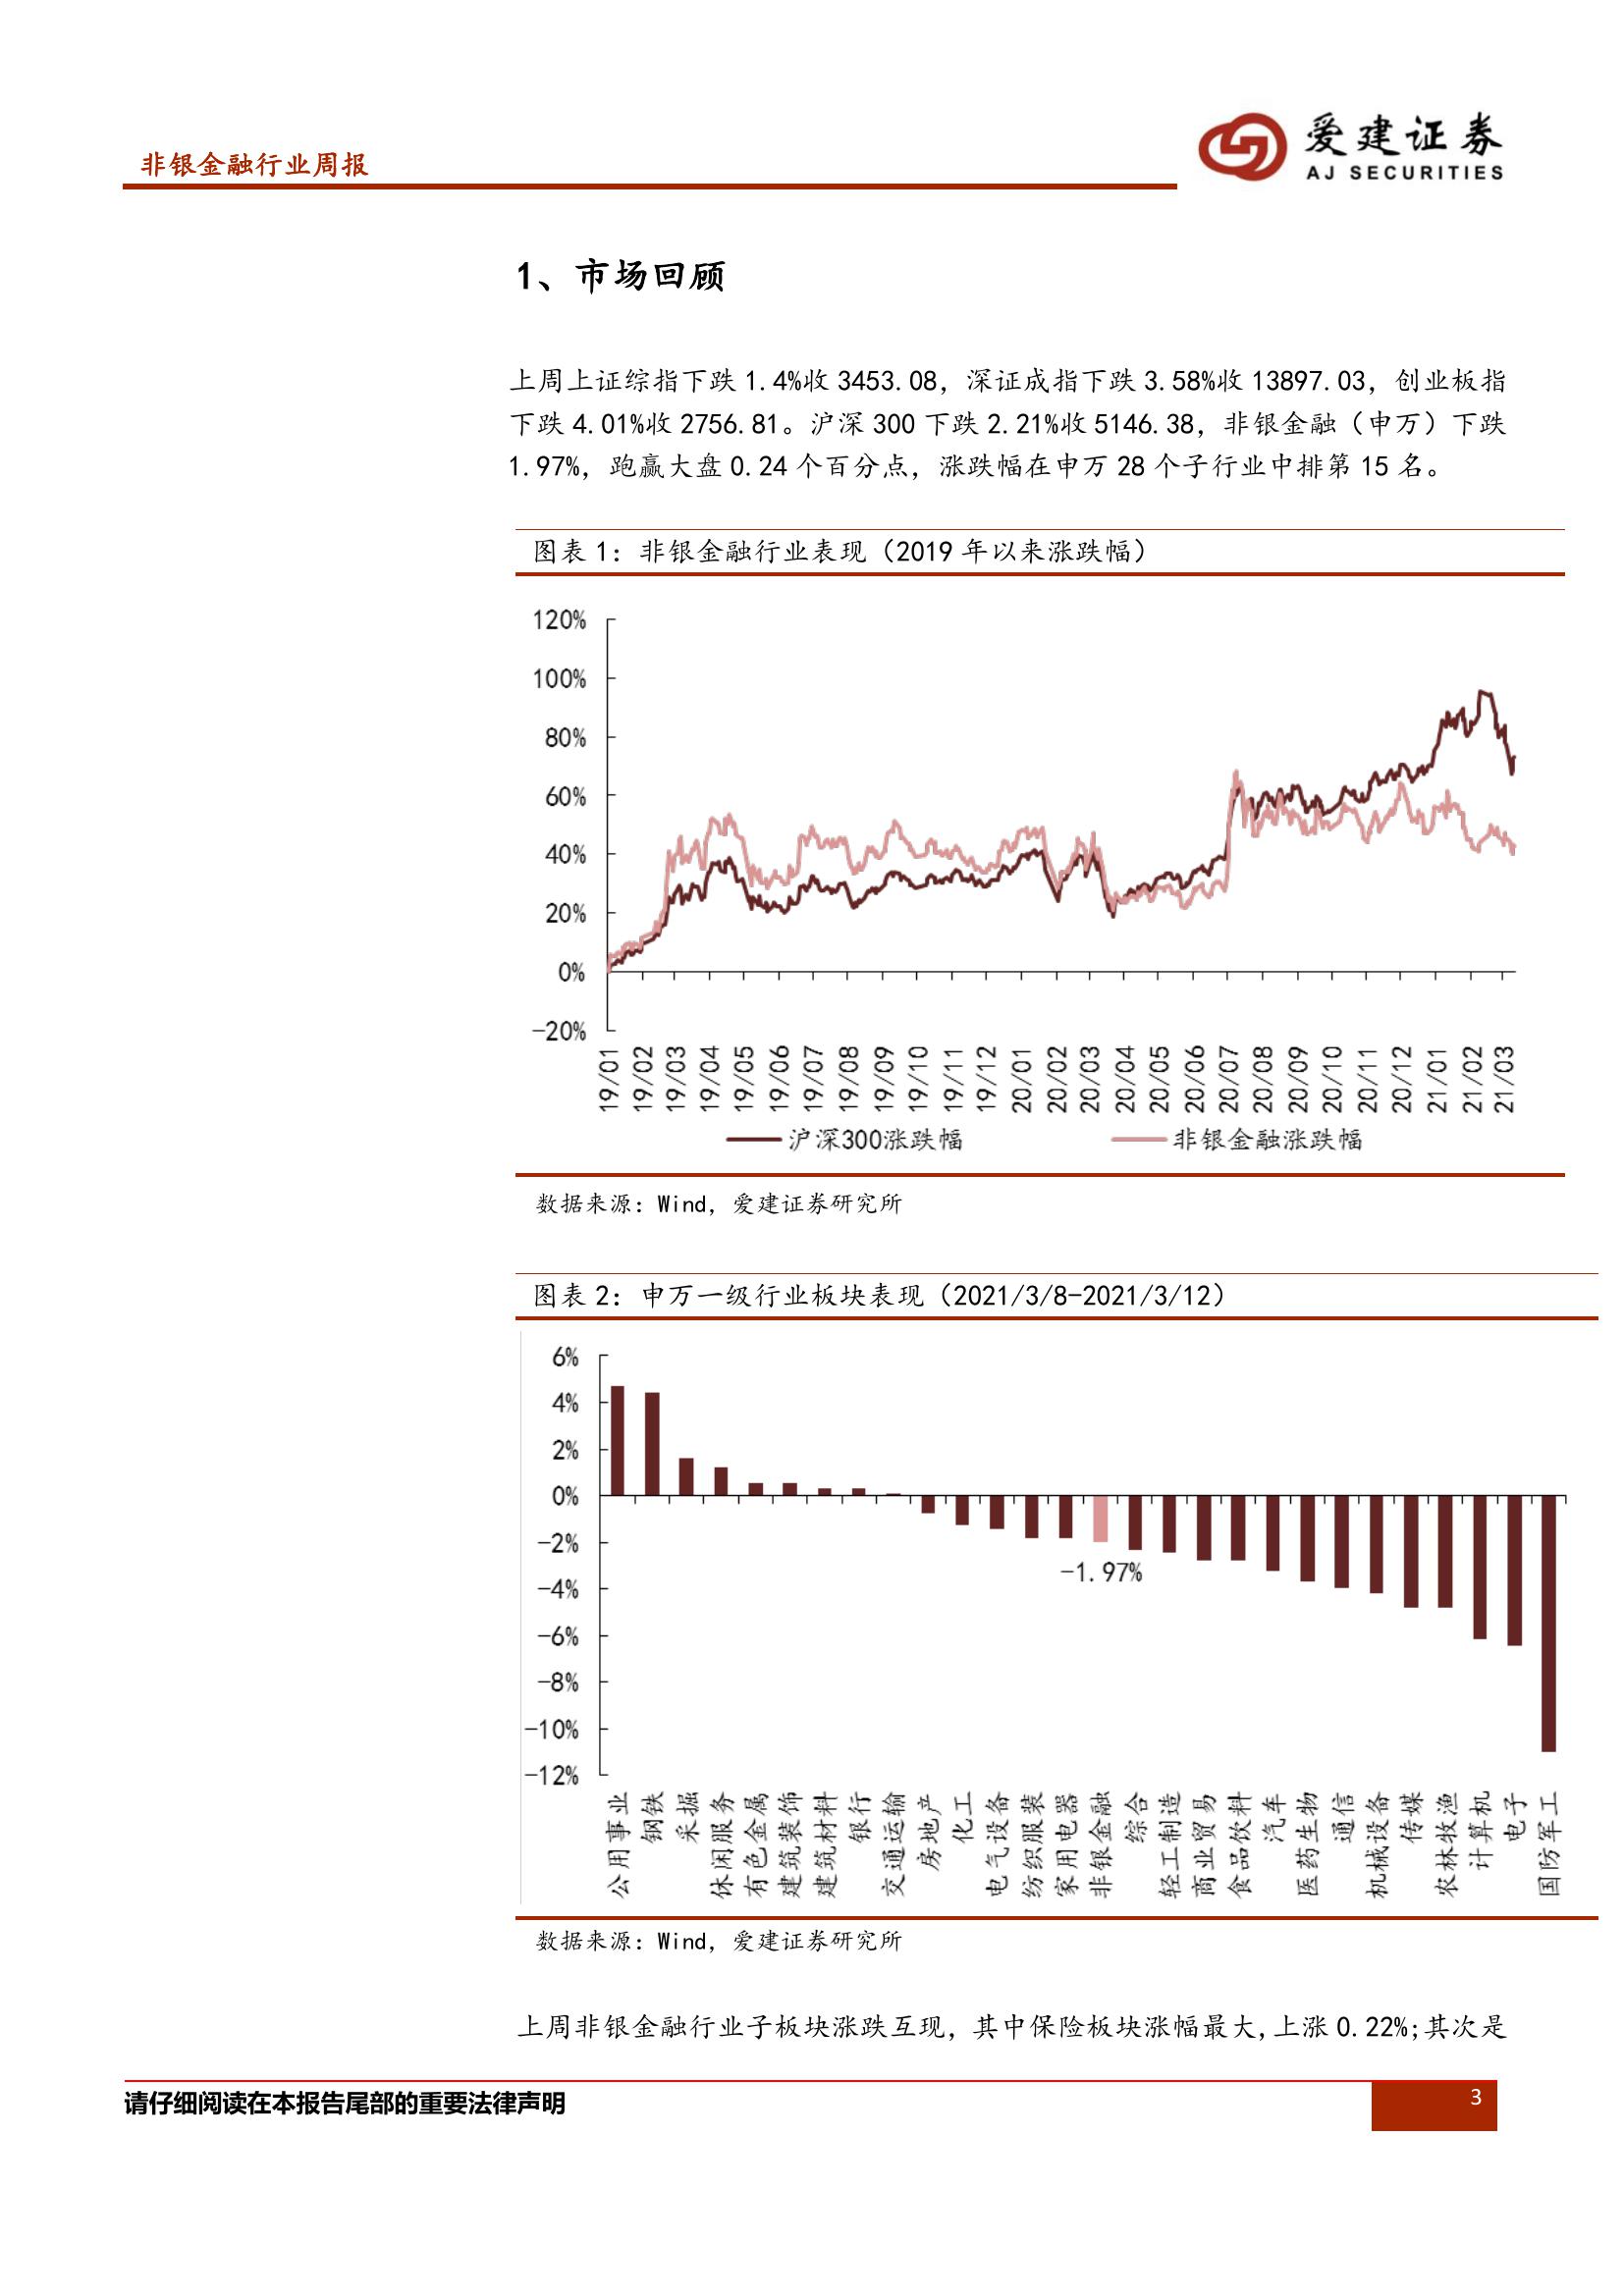 非银金融行业周报
爱建证券
AJ SECURITIES
1、市场回顾
上周上证综指下跌 1.4%收 3453.08，深证成指下跌 3.58%收 13897.03，创业板指
下跌 4.01%收 2756.81。沪深 300 下跌 2.21%收 5146.38，非银金融（申万）下跌
1.97%，跑赢大盘 0.24 个百分点，涨跌幅在申万 28 个子行业中排第 15 名。
图表 1：非银金融行业表现（2019 年以来涨跌幅）
120%
100%
80%
60%
40%
20%
0%
-20%
19/01 19/02 19/03 19/04 19/05 19/06 19/07 19/08 19/09 19/10 19/11 19/12 20/01 20/02 20/03 20/04 20/05 20/06 20/07 20/08 20/09 20/10 20/11 20/12 21/01 21/02 21/03
沪深300涨跌幅 非银金融涨跌幅
数据来源：Wind，爱建证券研究所
图表 2：申万一级行业板块表现（2021/3/8-2021/3/12）
6%
4%
2%
0%
-2%
-4%
-6%
-8%
-10%
-12%
-1.97%
公用事业 钢铁 采掘 休闲服务 有色金属 建筑装饰 建筑材料 银行 交通运输 房地产 化工 电气设备 纺织服装 家用电器 非银金融 综合 轻工制造 商业贸易 食品饮料 汽车 医药生物 通信 机械设备 传媒 农林牧渔 计算机 电子 国防军工
数据来源：Wind，爱建证券研究所
上周非银金融行业子板块涨跌互现，其中保险板块涨幅最大,上涨 0.22%;其次是
请仔细阅读在本报告尾部的重要法律声明
3